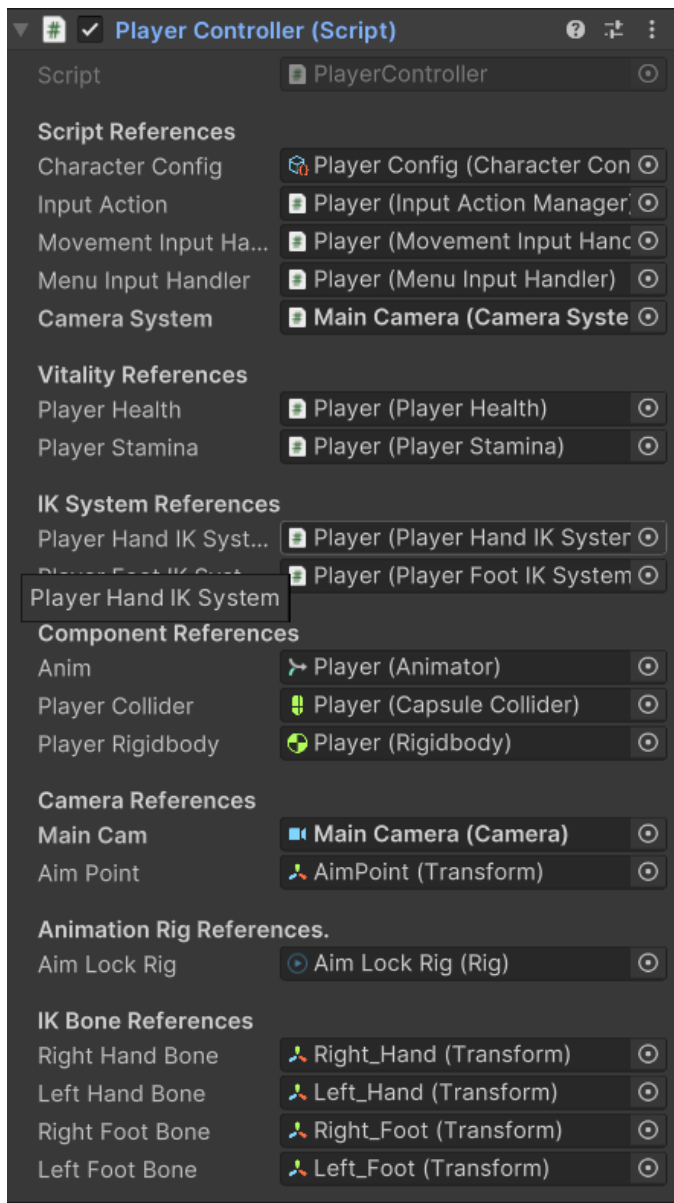 Player Controller (Script)
Script PlayerController
Script References
Character Config Player Config (Character Con
Input Action Player (Input Action Manager)
Movement Input Ha... Player (Movement Input Hand
Menu Input Handler Player (Menu Input Handler)
Camera System Main Camera (Camera Syste
Vitality References
Player Health Player (Player Health)
Player Stamina Player (Player Stamina)
IK System References
Player Hand IK Syst... Player (Player Hand IK System
Player Foot IK Syst Player (Player Foot IK System
Player Hand IK System
Component References
Anim Player (Animator)
Player Collider Player (Capsule Collider)
Player Rigidbody Player (Rigidbody)
Camera References
Main Cam Main Camera (Camera)
Aim Point AimPoint (Transform)
Animation Rig References.
Aim Lock Rig Aim Lock Rig (Rig)
IK Bone References
Right Hand Bone Right_Hand (Transform)
Left Hand Bone Left_Hand (Transform)
Right Foot Bone Right_Foot (Transform)
Left Foot Bone Left_Foot (Transform)